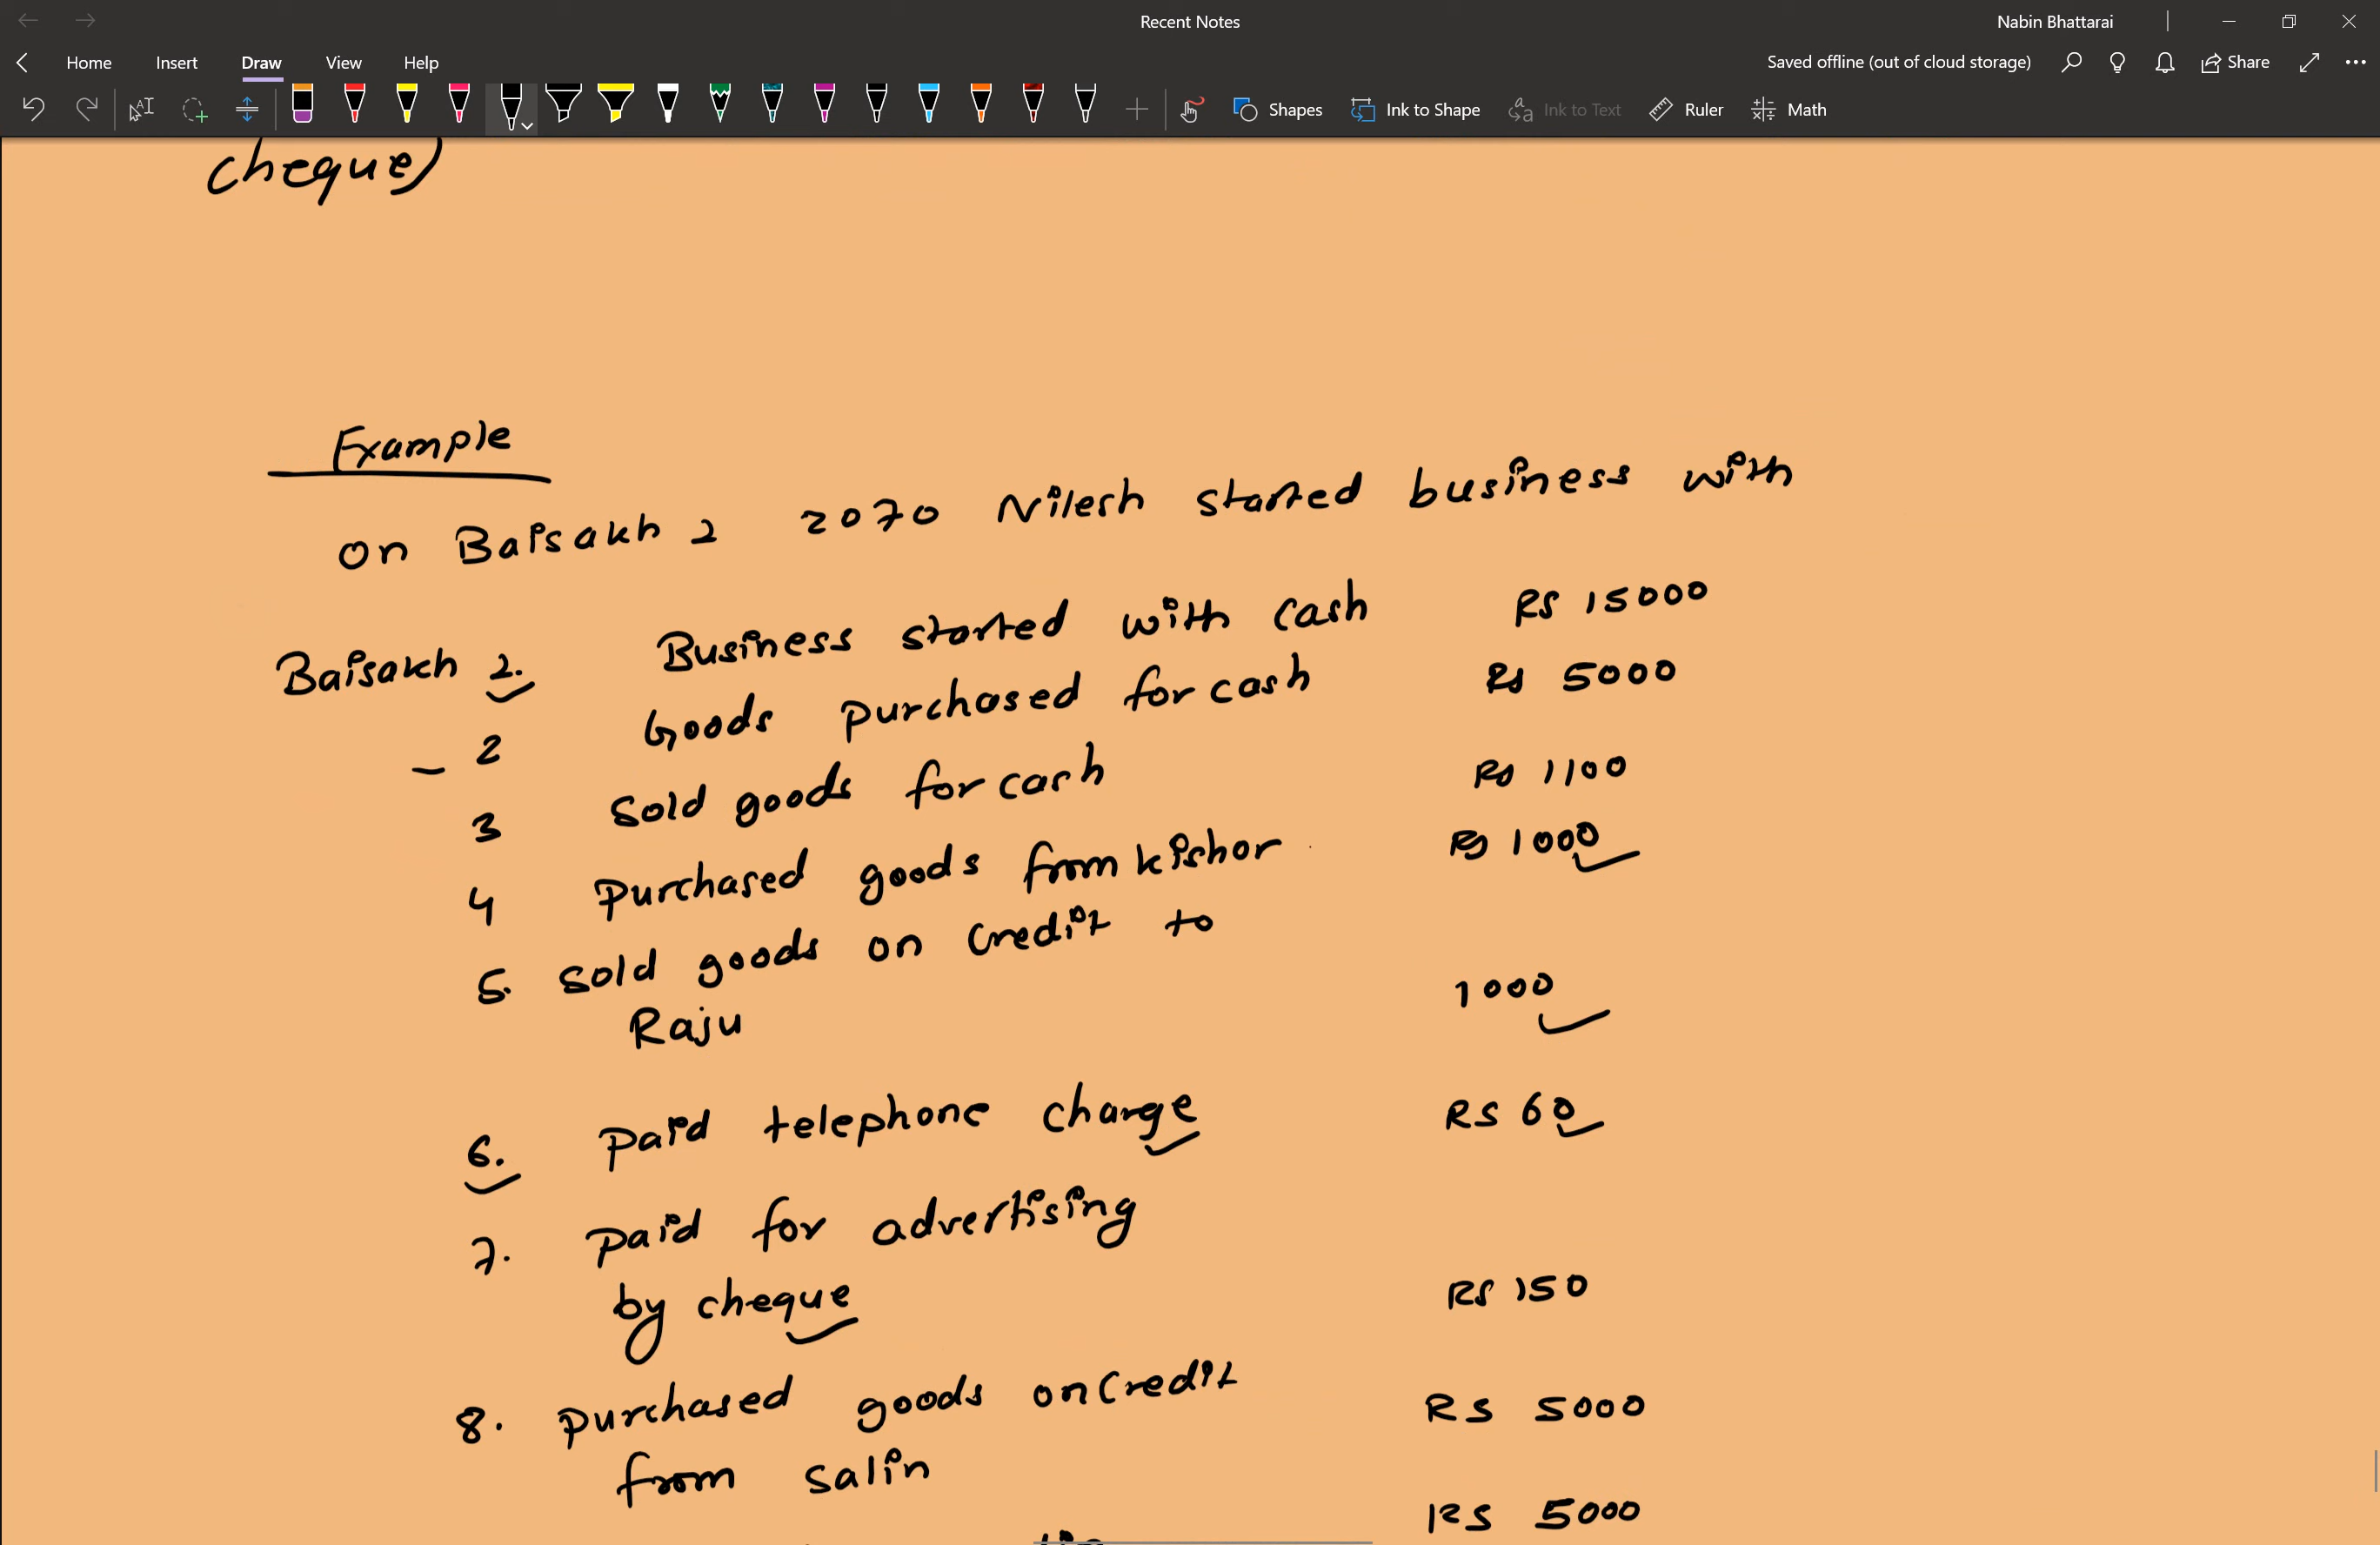 Recent Notes
Nabin Bhattarai
Home Insert Draw View Help
Saved offline (out of cloud storage)
Share
Shapes Ink to Shape Ink to Text Ruler Math
cheque)
Example
on Baisakh 2 2070 Nilesh started business with
Baisakh 2. Business started with cash RS 15000
2 Goods purchased for cash Rs 5000
3 Sold goods for cash Rs 1100
4 purchased goods from kishor Rs 1000
5. sold goods on credit to
Raju 1000
6. paid telephone charge RS 60
7. paid for advertising
by cheque RS 150
8. purchased goods on credit RS 5000
from salin
RS 5000